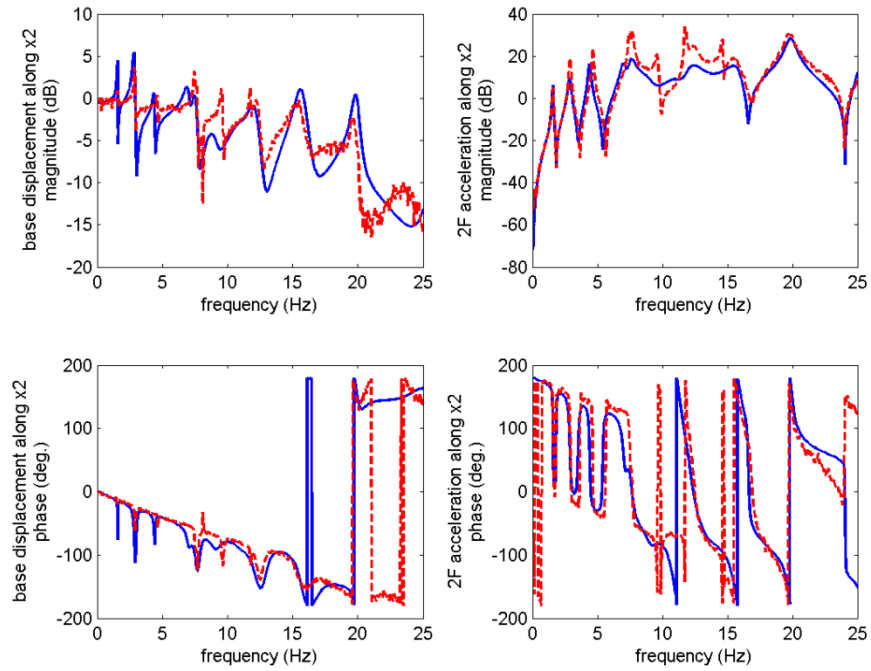 base displacement along x2
magnitude (dB)
10
5
0
-5
-10
-15
-20
0 5 10 15 20 25
frequency (Hz)
2F acceleration along x2
magnitude (dB)
40
20
0
-20
-40
-60
-80
0 5 10 15 20 25
frequency (Hz)
base displacement along x2
phase (deg.)
200
100
0
-100
-200
0 5 10 15 20 25
frequency (Hz)
2F acceleration along x2
phase (deg.)
200
100
0
-100
-200
0 5 10 15 20 25
frequency (Hz)